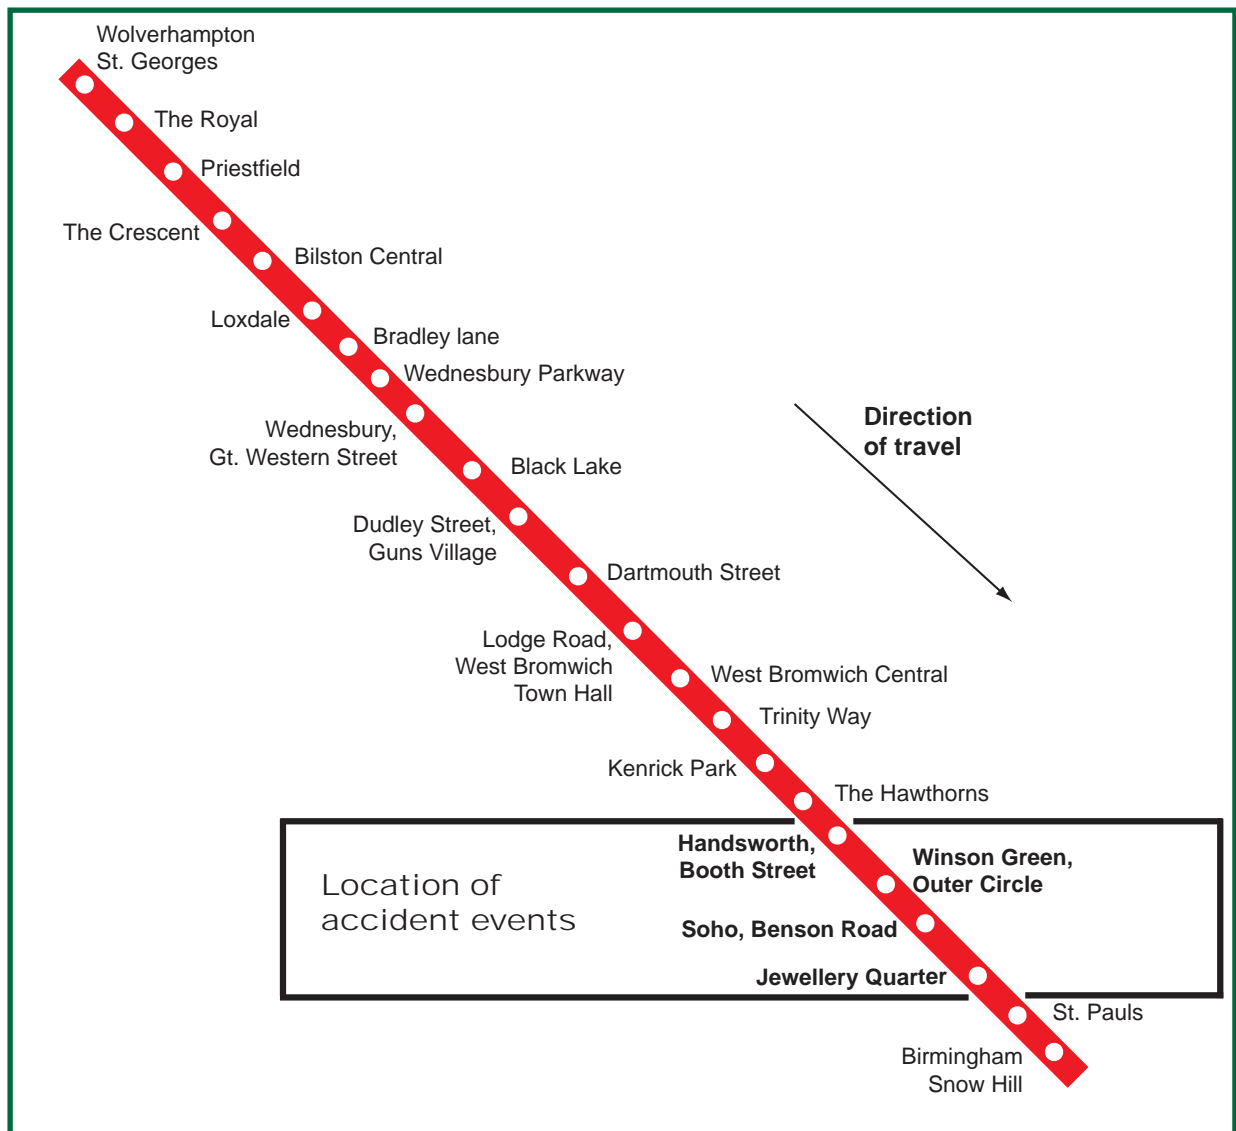 Wolverhampton
St. Georges
The Royal
Priestfield
The Crescent
Bilston Central
Loxdale
Bradley lane
Wednesbury Parkway
Wednesbury,
Gt. Western Street
Direction
of travel
Black Lake
Dudley Street,
Guns Village
Dartmouth Street
Lodge Road,
West Bromwich
Town Hall
West Bromwich Central
Trinity Way
Kenrick Park
The Hawthorns
Handsworth,
Booth Street
Winson Green,
Outer Circle
Location of
accident events
Soho, Benson Road
Jewellery Quarter
St. Pauls
Birmingham
Snow Hill